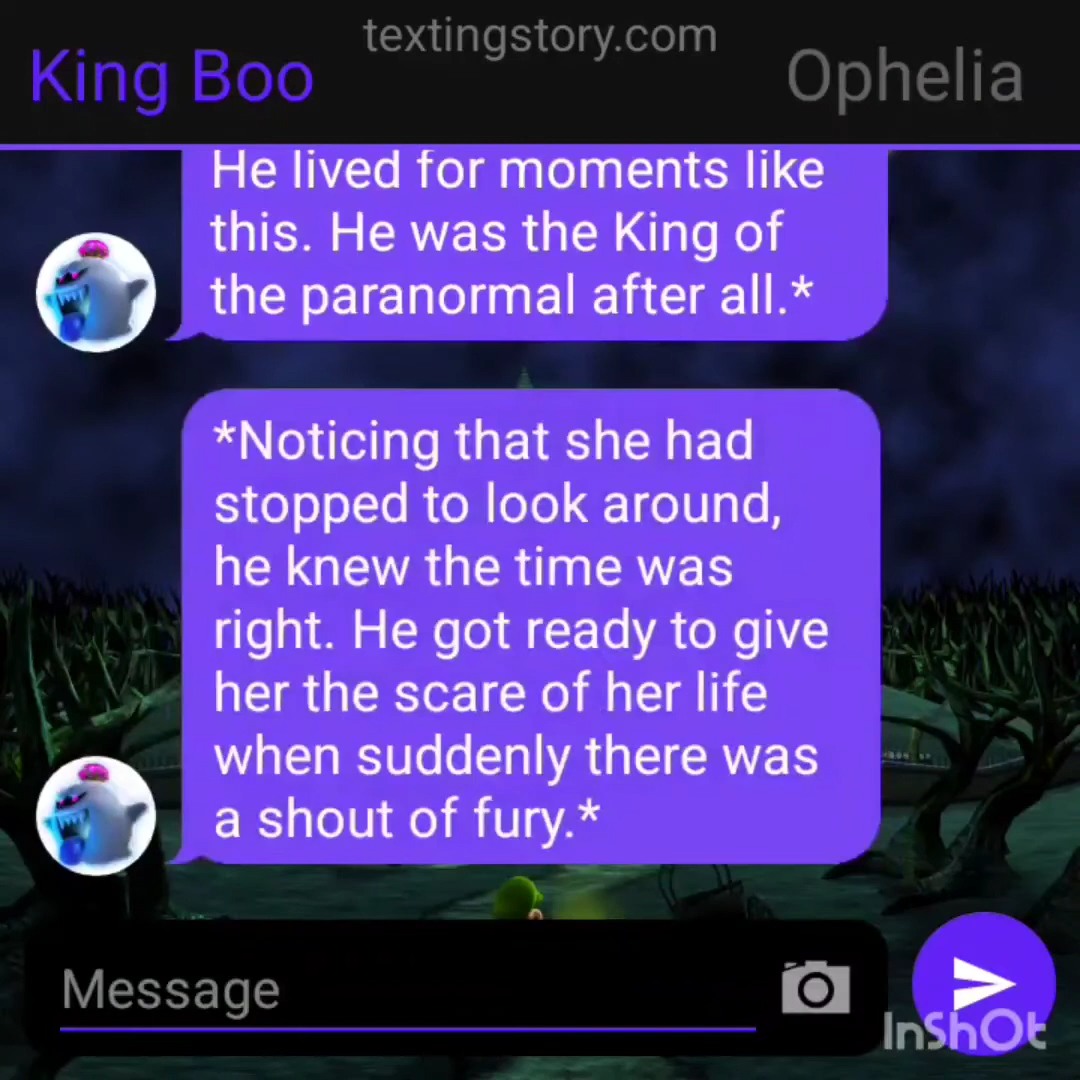 textingstory.com
King Boo
Ophelia
He lived for moments like
this. He was the King of
the paranormal after all.*
*Noticing that she had
stopped to look around,
he knew the time was
right. He got ready to give
her the scare of her life
when suddenly there was
a shout of fury.*
Message
InShOt